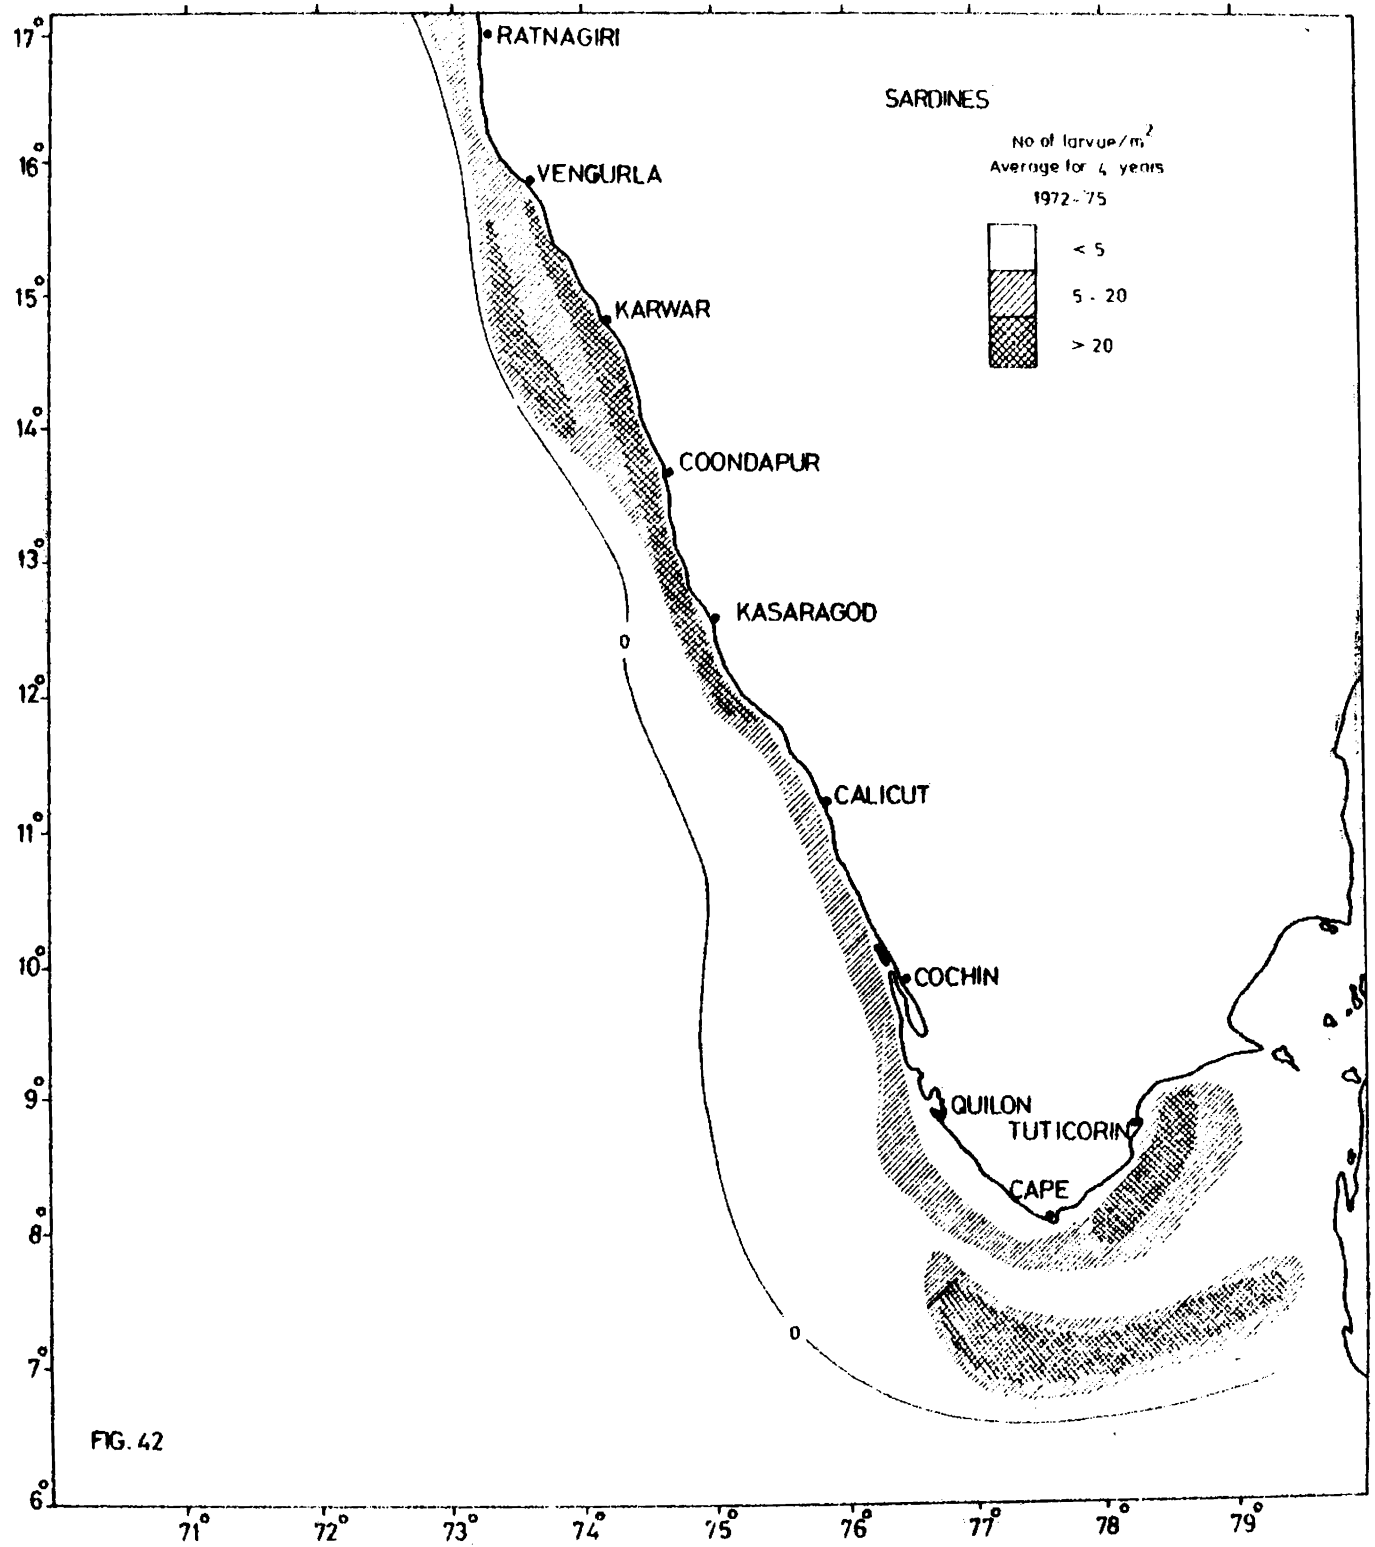 17°
RATNAGIRI
SARDINES
No of larvae/m²
Average for 4 years
1972-'75
< 5
5 - 20
> 20
16°
VENGURLA
15°
KARWAR
14°
COONDAPUR
13°
KASARAGOD
0
12°
CALICUT
11°
10°
COCHIN
9°
QUILON
TUTICORIN
CAPE
8°
0
7°
FIG. 42
6°
71° 72° 73° 74° 75° 76° 77° 78° 79°